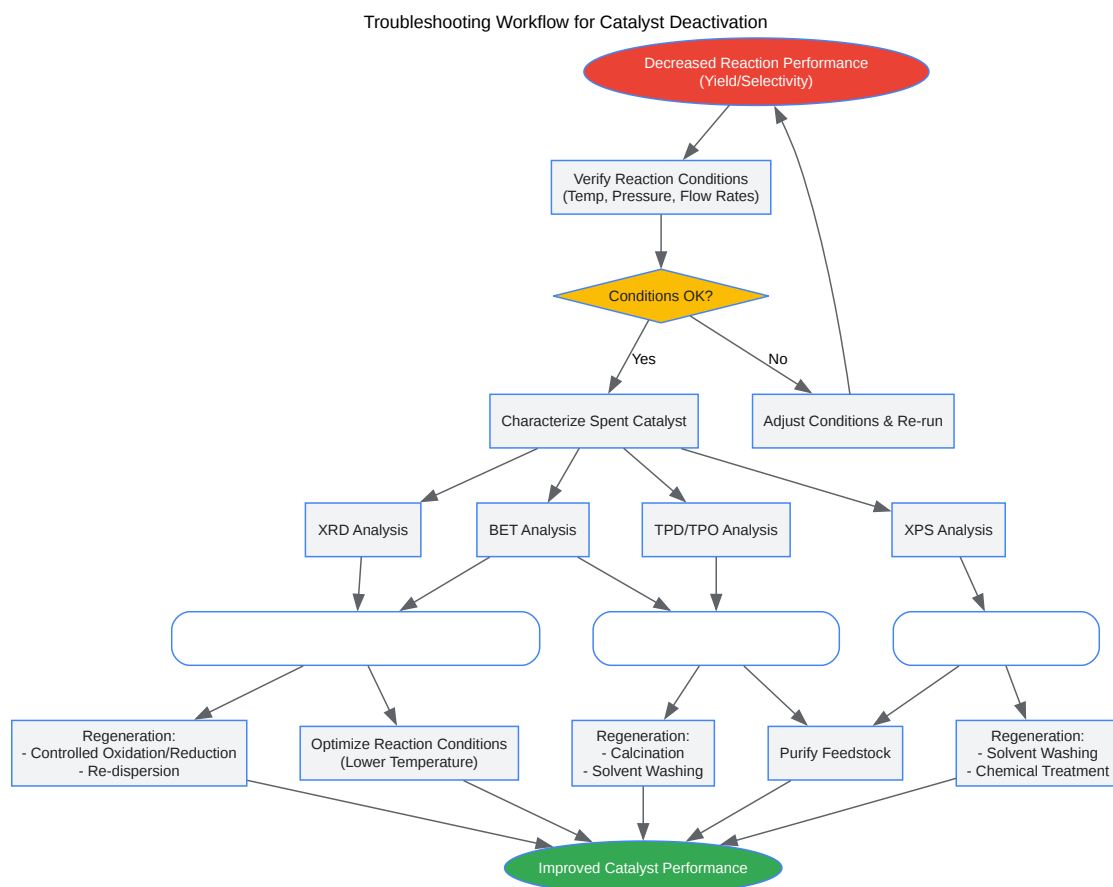 Troubleshooting Workflow for Catalyst Deactivation
Decreased Reaction Performance
(Yield/Selectivity)
Verify Reaction Conditions
(Temp, Pressure, Flow Rates)
Conditions OK?
Yes
No
Characterize Spent Catalyst
Adjust Conditions & Re-run
XRD Analysis
BET Analysis
TPD/TPO Analysis
XPS Analysis
Regeneration:
- Controlled Oxidation/Reduction
- Re-dispersion
Optimize Reaction Conditions
(Lower Temperature)
Regeneration:
- Calcination
- Solvent Washing
Purify Feedstock
Regeneration:
- Solvent Washing
- Chemical Treatment
Improved Catalyst Performance